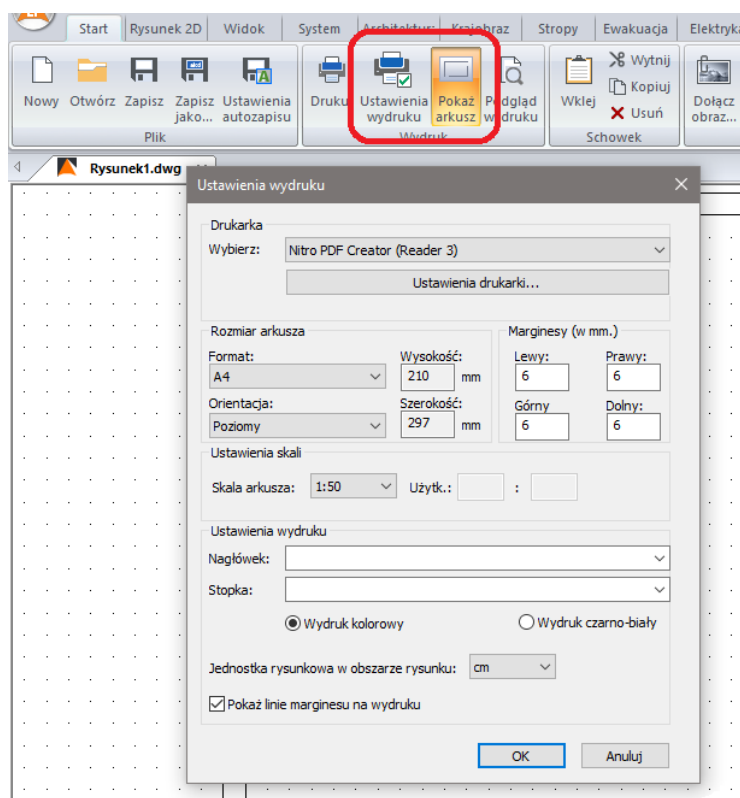 Start Rysunek 2D Widok System Architektur: Krajobraz Stropy Ewakuacja Elektryka
Nowy Otwórz Zapisz Zapisz jako... Ustawienia autozapisu Druku Ustawienia wydruku Pokaż arkusz Podgląd wydruku Wklej Wytnij Kopiuj Usuń Dołącz obraz...
Plik Wydruk Schowek
Rysunek1.dwg
Ustawienia wydruku
Drukarka
Wybierz: Nitro PDF Creator (Reader 3)
Ustawienia drukarki...
Rozmiar arkusza Marginesy (w mm.)
Format: Wysokość: Lewy: Prawy:
A4 210 mm 6 6
Orientacja: Szerokość: Górny Dolny:
Poziomy 297 mm 6 6
Ustawienia skali
Skala arkusza: 1:50 Użytk.: :
Ustawienia wydruku
Nagłówek:
Stopka:
Wydruk kolorowy Wydruk czarno-biały
Jednostka rysunkowa w obszarze rysunku: cm
Pokaż linie marginesu na wydruku
OK Anuluj